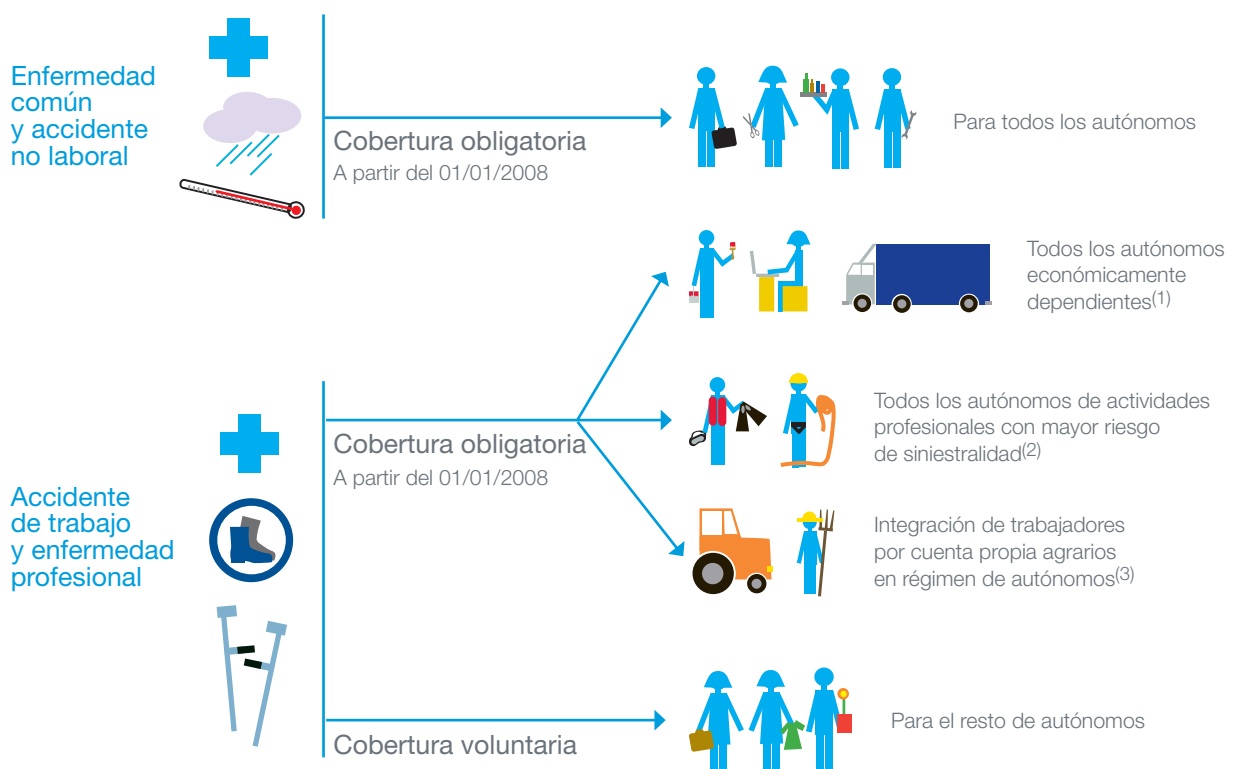 Enfermedad
común
y accidente
no laboral
Cobertura obligatoria
A partir del 01/01/2008
Para todos los autónomos
Todos los autónomos
económicamente
dependientes(1)
Accidente
de trabajo
y enfermedad
profesional
Cobertura obligatoria
A partir del 01/01/2008
Todos los autónomos de actividades
profesionales con mayor riesgo
de siniestralidad(2)
Integración de trabajadores
por cuenta propia agrarios
en régimen de autónomos(3)
Cobertura voluntaria
Para el resto de autónomos